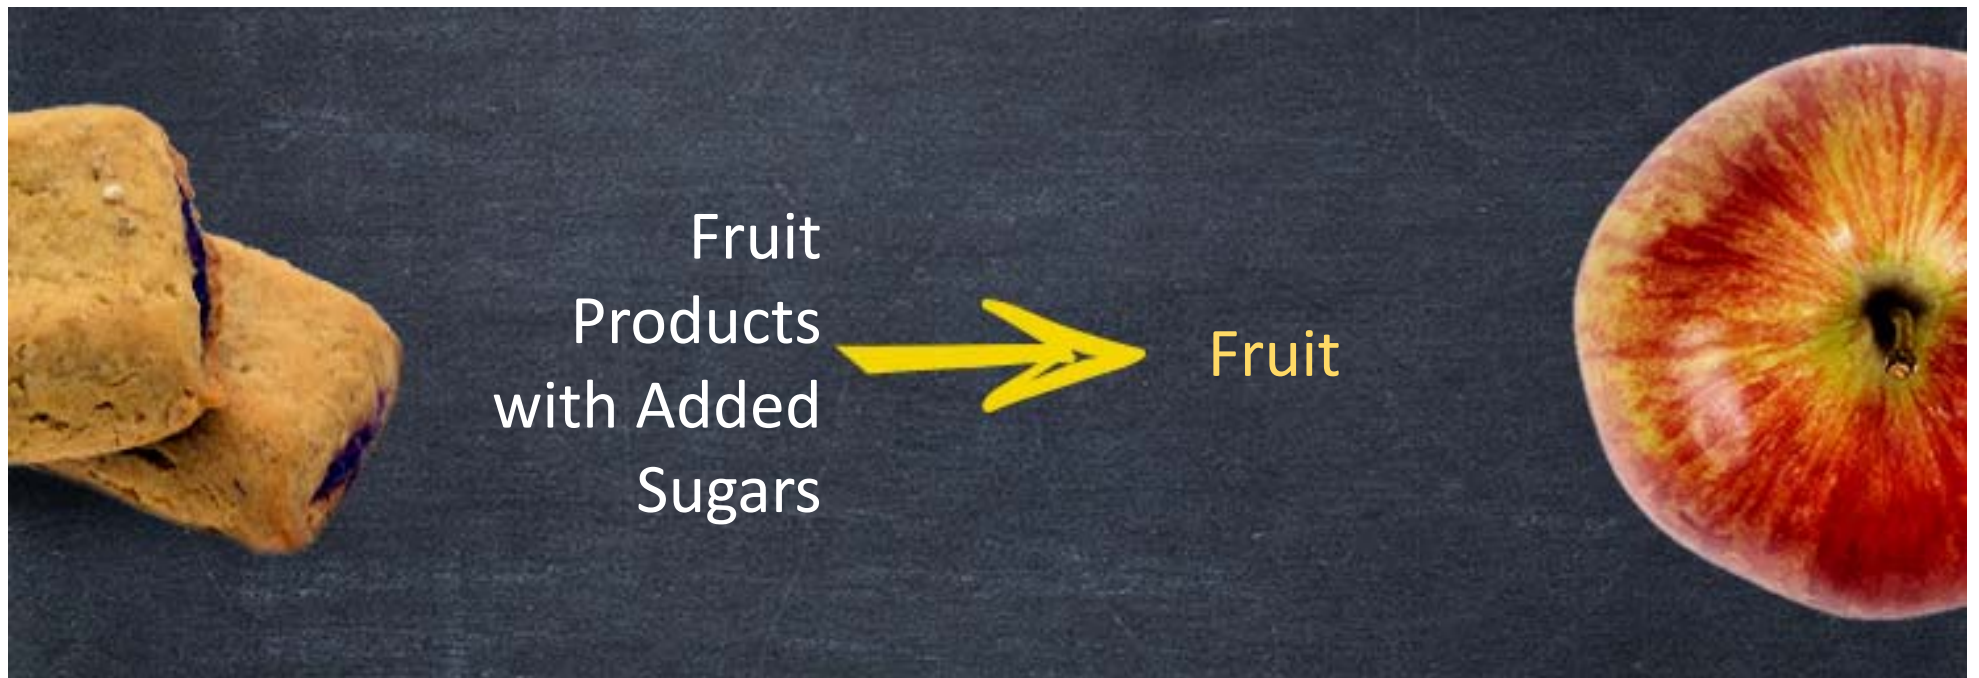 Fruit
Products
with Added
Sugars
Fruit